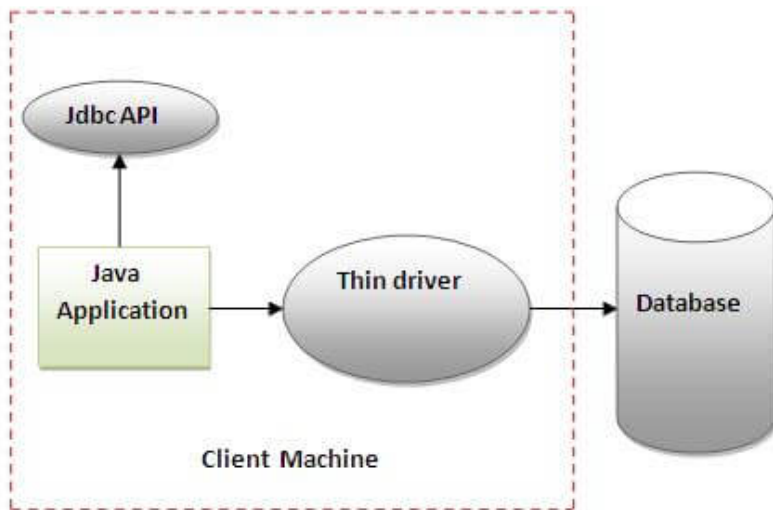 Jdbc API
Java
Application
Thin driver
Database
Client Machine